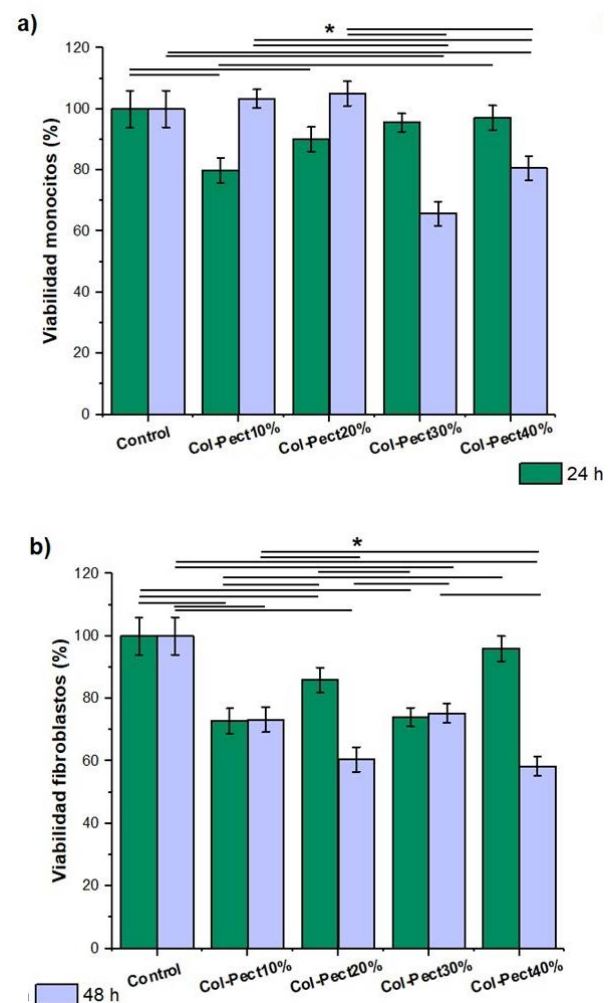 a)
*
Viabilidad monocitos (%)
120
100
80
60
40
20
0
Control
Col-Pect10%
Col-Pect20%
Col-Pect30%
Col-Pect40%
24 h
b)
*
Viabilidad fibroblastos (%)
120
100
80
60
40
20
0
Control
Col-Pect10%
Col-Pect20%
Col-Pect30%
Col-Pect40%
48 h